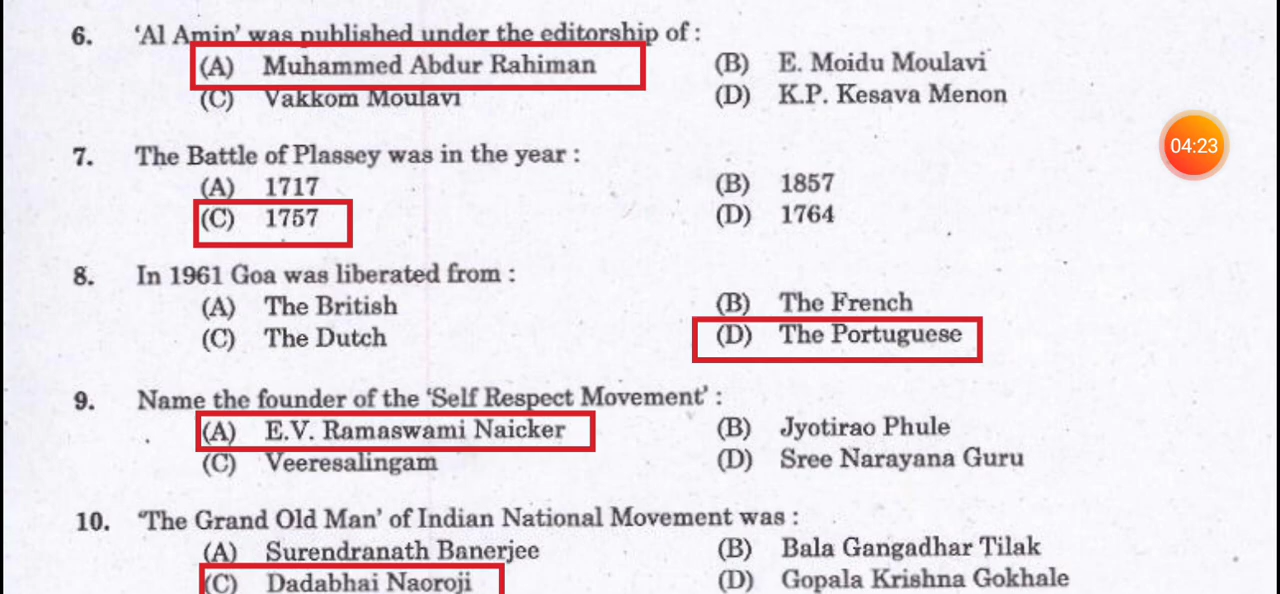 6. 'Al Amin' was published under the editorship of :
(A) Muhammed Abdur Rahiman (B) E. Moidu Moulavi
(C) Vakkom Moulavi (D) K.P. Kesava Menon
04:23
7. The Battle of Plassey was in the year :
(A) 1717 (B) 1857
(C) 1757 (D) 1764
8. In 1961 Goa was liberated from :
(A) The British (B) The French
(C) The Dutch (D) The Portuguese
9. Name the founder of the 'Self Respect Movement' :
(A) E.V. Ramaswami Naicker (B) Jyotirao Phule
(C) Veeresalingam (D) Sree Narayana Guru
10. 'The Grand Old Man' of Indian National Movement was :
(A) Surendranath Banerjee (B) Bala Gangadhar Tilak
(C) Dadabhai Naoroji (D) Gopala Krishna Gokhale